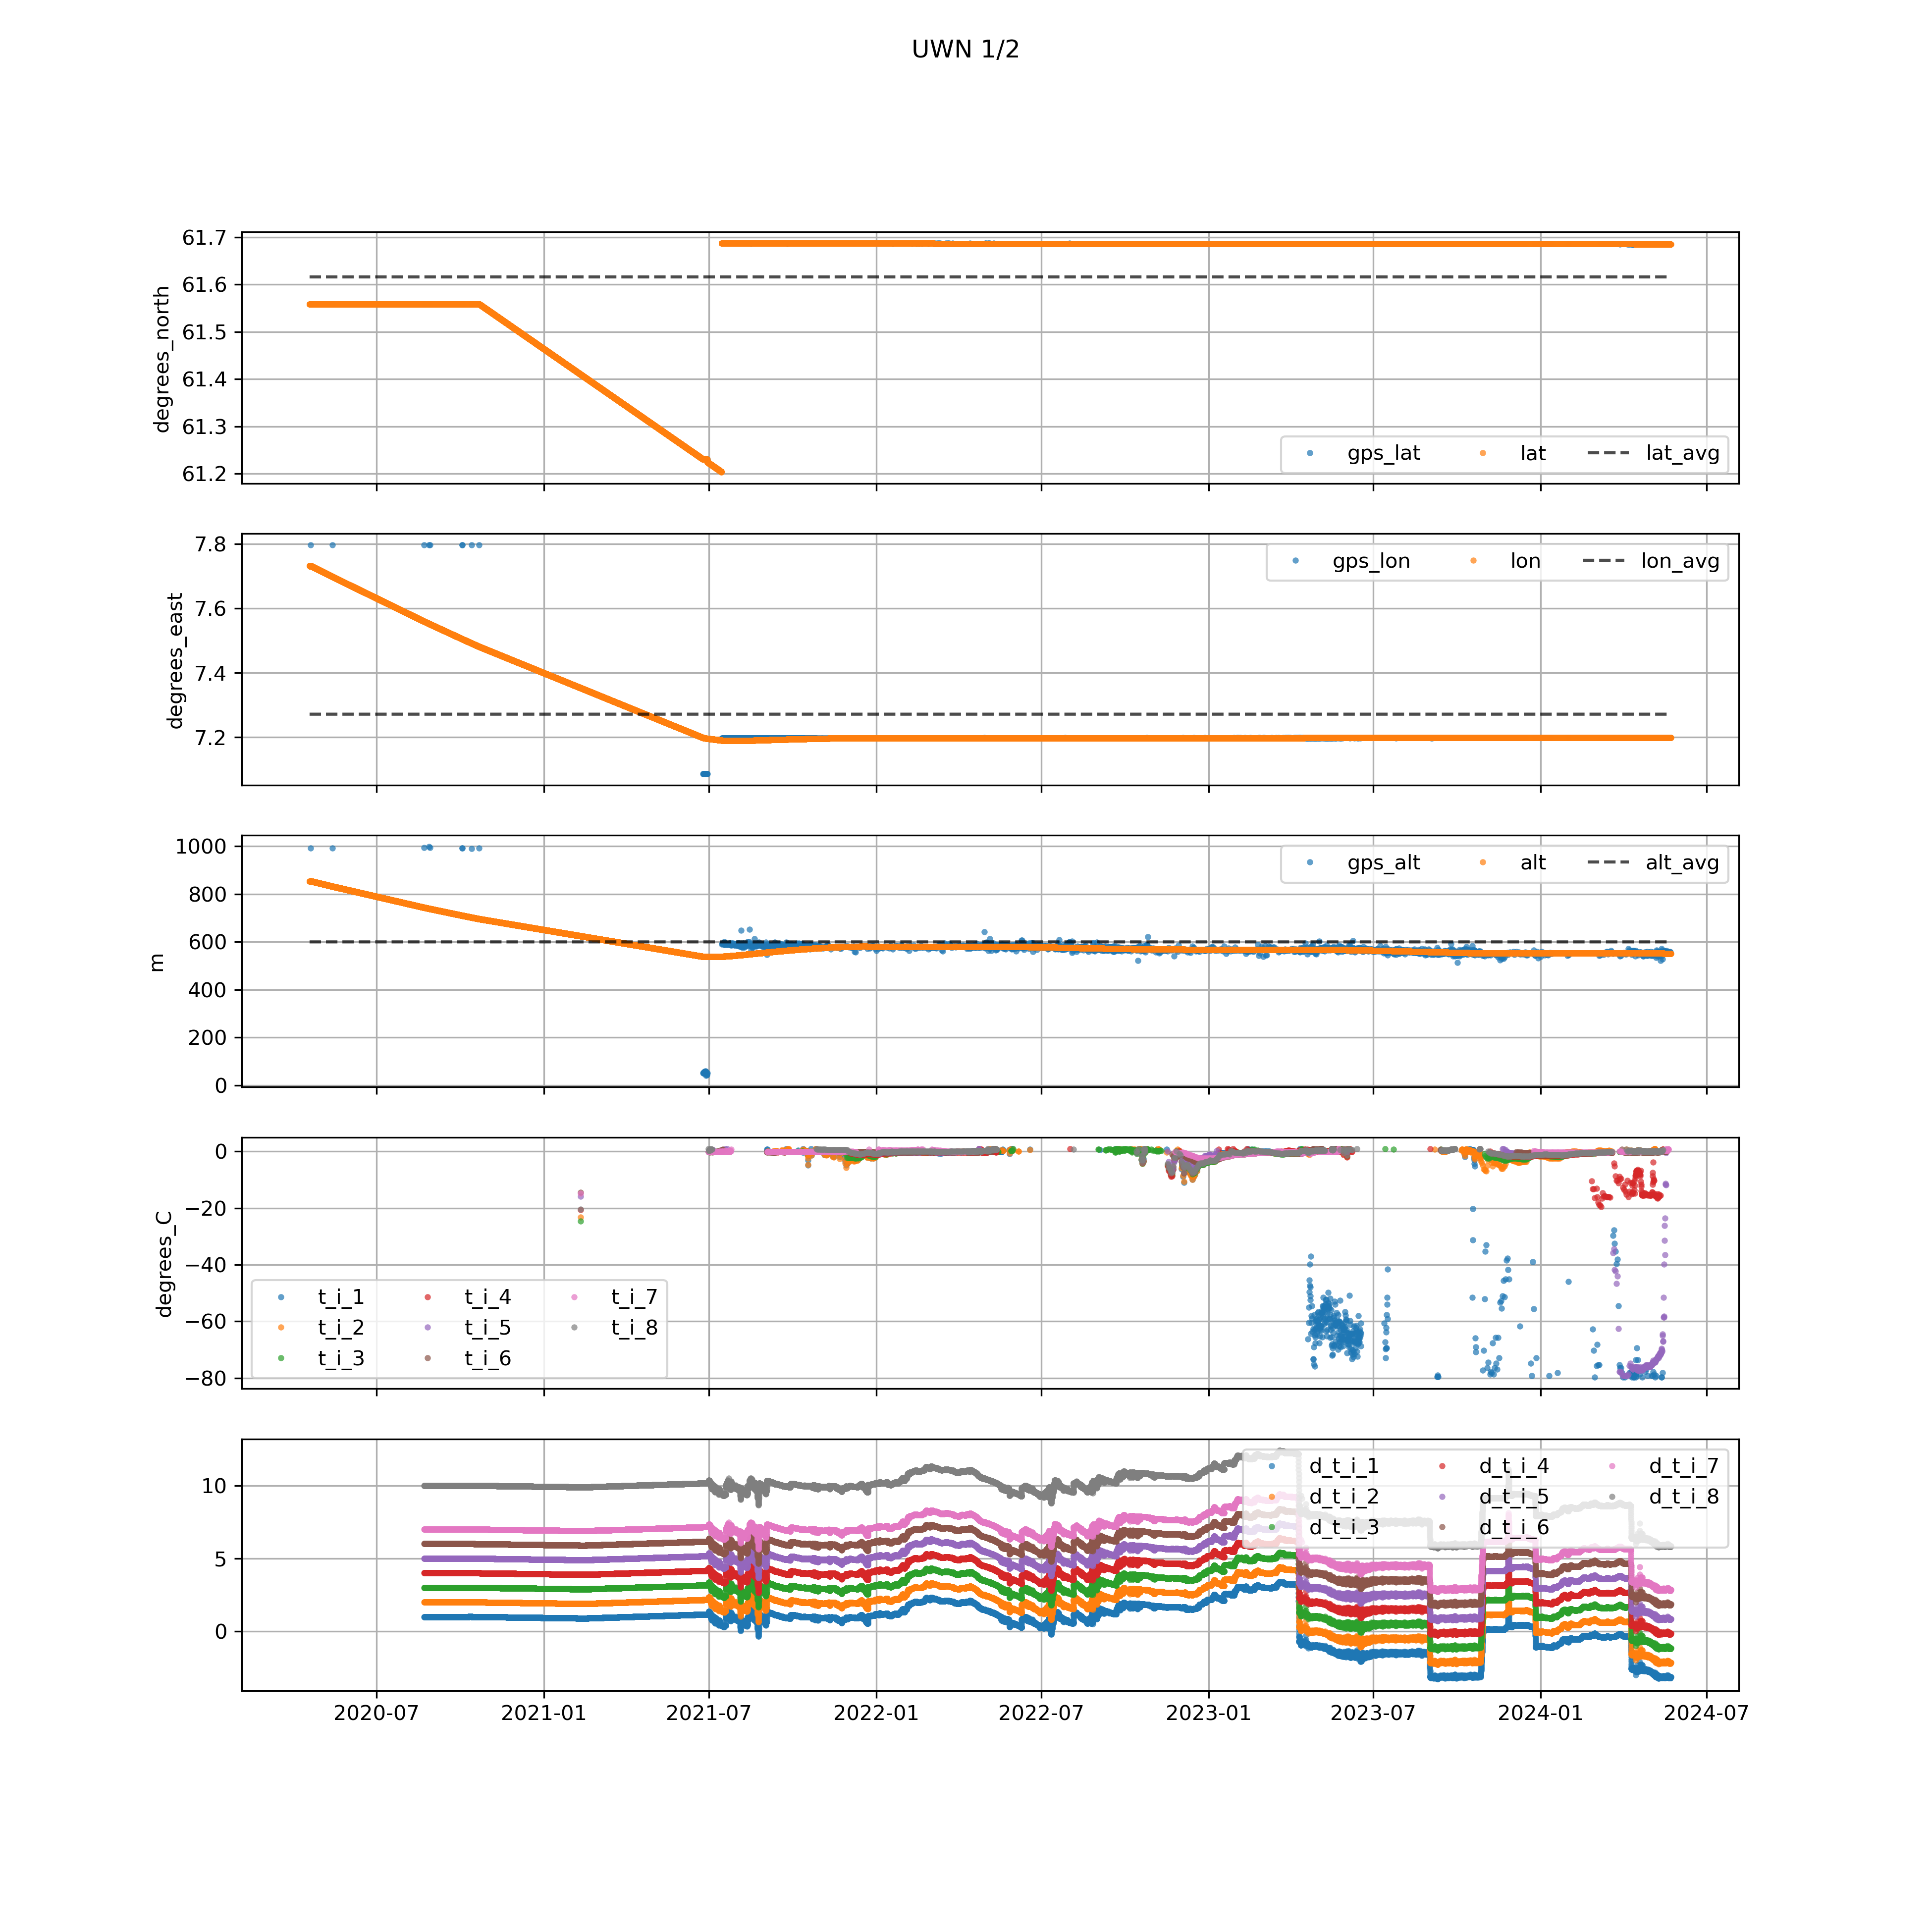 UWN 1/2
61.7
61.6
61.5
61.4
61.3
61.2
degrees_north
gps_lat lat lat_avg
7.8
7.6
7.4
7.2
degrees_east
gps_lon lon lon_avg
1000
800
600
400
200
0
m
gps_alt alt alt_avg
0
−20
−40
−60
−80
degrees_C
t_i_1 t_i_4 t_i_7
t_i_2 t_i_5 t_i_8
t_i_3 t_i_6
10
5
0
d_t_i_1 d_t_i_4 d_t_i_7
d_t_i_2 d_t_i_5 d_t_i_8
d_t_i_3 d_t_i_6
2020-07 2021-01 2021-07 2022-01 2022-07 2023-01 2023-07 2024-01 2024-07